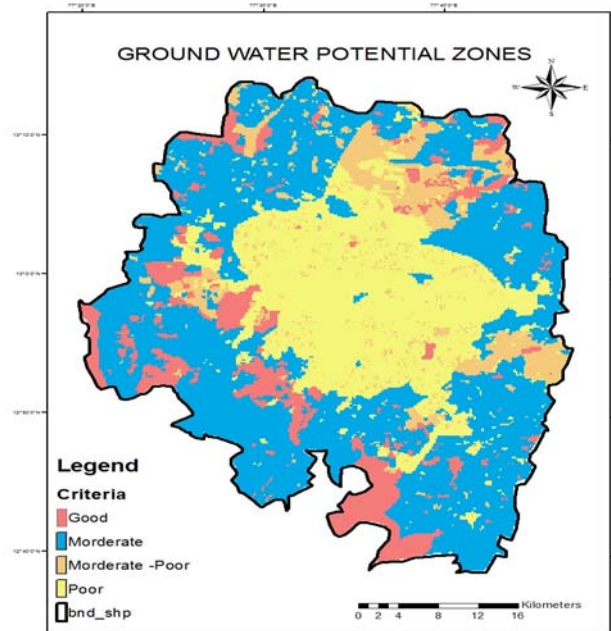 GROUND WATER POTENTIAL ZONES
N
W E
S
Legend
Criteria
Good
Morderate
Morderate -Poor
Poor
bnd_shp
Kilometers
0 2 4 8 12 16